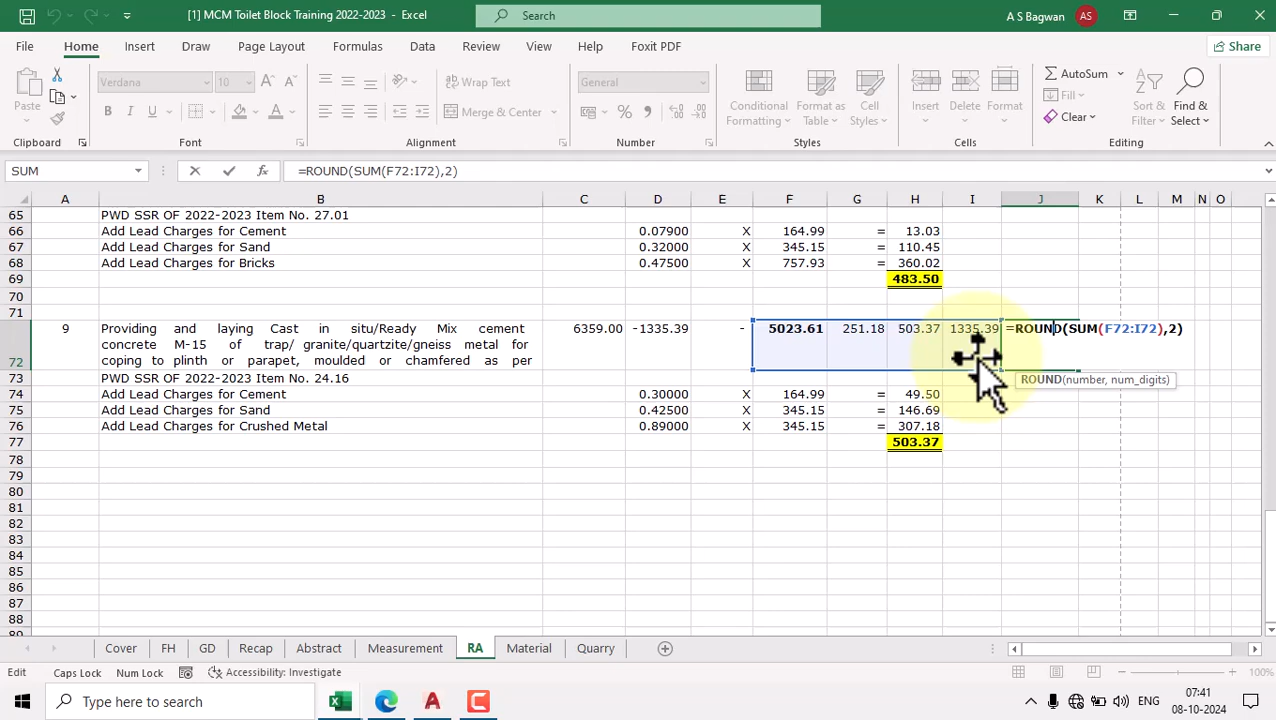 [1] MCM Toilet Block Training 2022-2023 - Excel
Search
A S Bagwan AS
File Home Insert Draw Page Layout Formulas Data Review View Help Foxit PDF Share
Paste
Verdana 10 A A
B I U A
Wrap Text
Merge & Center
General
% 9
Conditional Formatting
Format as Table
Cell Styles
Insert Delete Format
AutoSum
Fill
Clear
Sort & Filter
Find & Select
Clipboard Font Alignment Number Styles Cells Editing
SUM fx =ROUND(SUM(F72:I72),2)
A B C D E F G H I J K L M N O
65 PWD SSR OF 2022-2023 Item No. 27.01
66 Add Lead Charges for Cement 0.07900 X 164.99 = 13.03
67 Add Lead Charges for Sand 0.32000 X 345.15 = 110.45
68 Add Lead Charges for Bricks 0.47500 X 757.93 = 360.02
69 483.50
70
71
9 Providing and laying Cast in situ/Ready Mix cement 6359.00 -1335.39 - 5023.61 251.18 503.37 1335.39 =ROUND(SUM(F72:I72),2)
concrete M-15 of trap/ granite/quartzite/gneiss metal for
72 coping to plinth or parapet, moulded or chamfered as per
ROUND(number, num_digits)
73 PWD SSR OF 2022-2023 Item No. 24.16
74 Add Lead Charges for Cement 0.30000 X 164.99 = 49.50
75 Add Lead Charges for Sand 0.42500 X 345.15 = 146.69
76 Add Lead Charges for Crushed Metal 0.89000 X 345.15 = 307.18
77 503.37
78
79
80
81
82
83
84
85
86
87
88
Cover FH GD Recap Abstract Measurement RA Material Quarry
Edit Caps Lock Num Lock Accessibility: Investigate 100%
Type here to search
ENG
07:41
08-10-2024